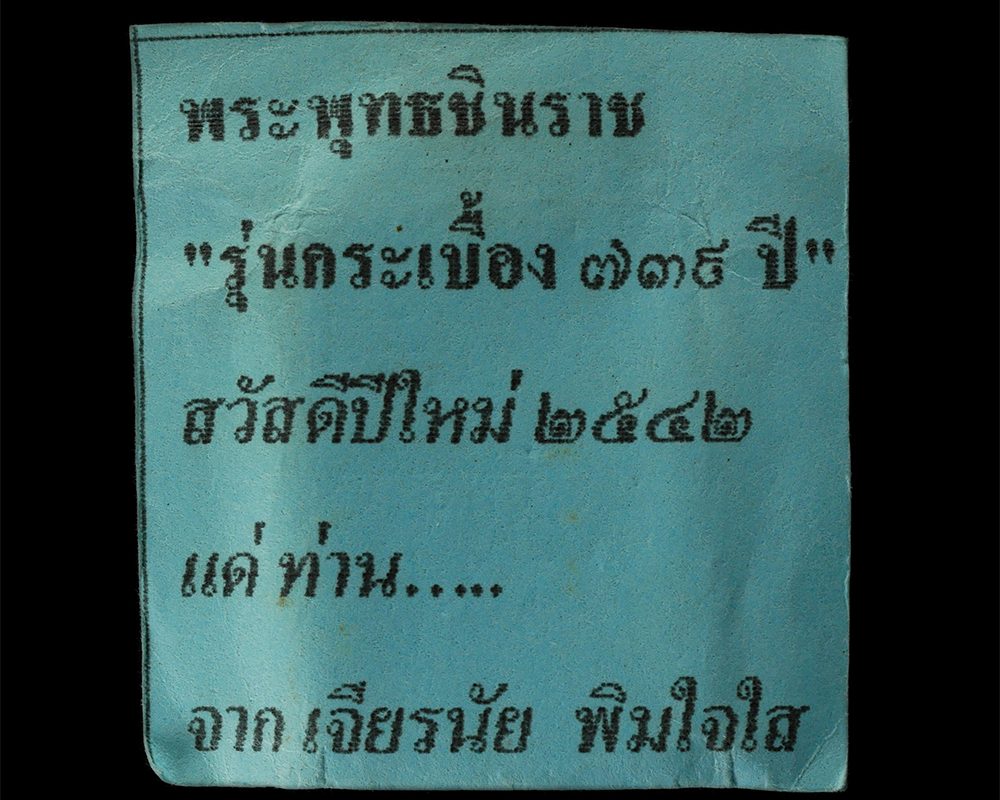 พระพุทธชินราช
"รุ่นกระเบื้อง ๗๓๙ ปี"
สวัสดีปีใหม่ ๒๕๔๒
แด่ ท่าน.....
จาก เจียรนัย พิมใจใส